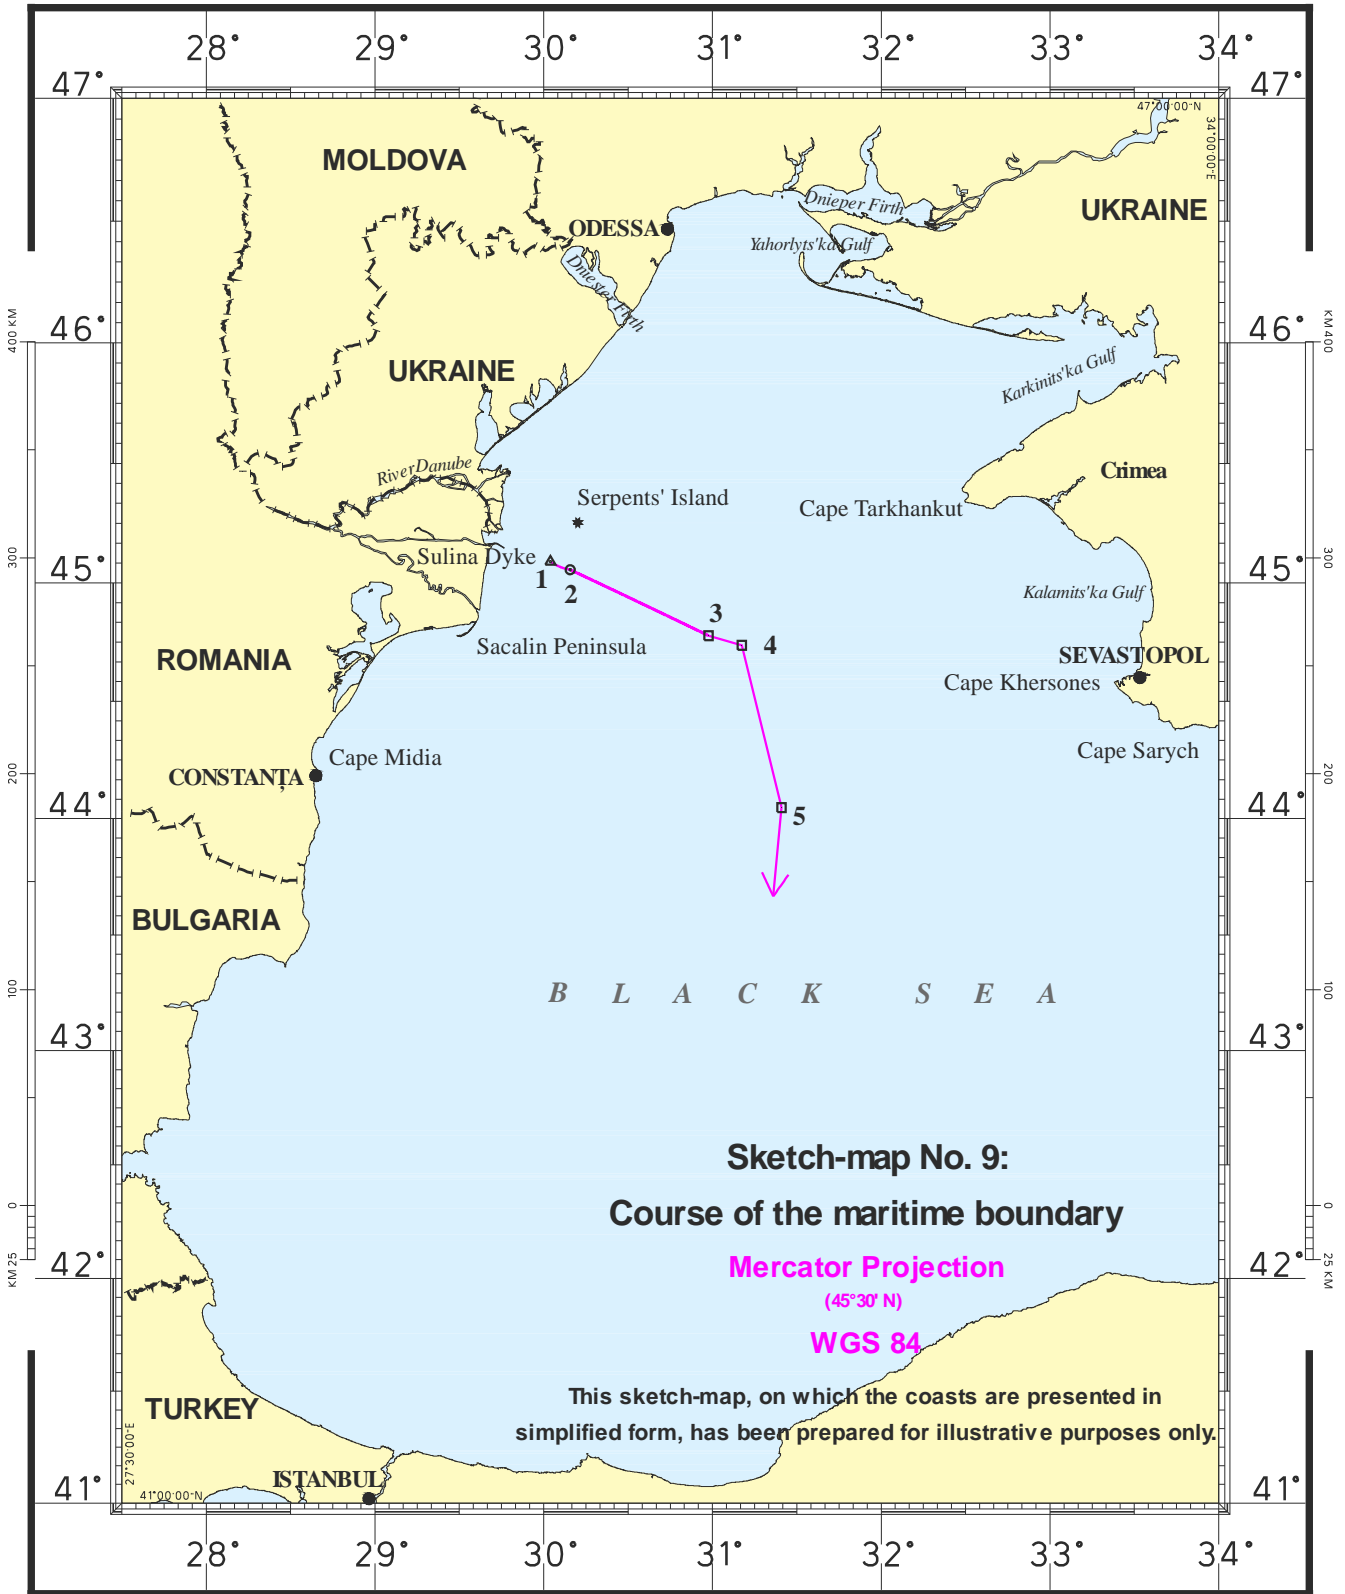 28° 29° 30° 31° 32° 33° 34°
47° 47°
47°00'00"N
34°00'00"E
MOLDOVA
Dnieper Firth
UKRAINE
ODESSA
Yahorlyts'ka Gulf
Dniester Firth
46° 46°
400 KM
KM 400
UKRAINE
Karkinits'ka Gulf
River Danube
Crimea
Serpents' Island
Cape Tarkhankut
300
300
Sulina Dyke
45° 45°
1
2
Kalamits'ka Gulf
3
4
Sacalin Peninsula
ROMANIA
SEVASTOPOL
Cape Khersones
Cape Sarych
Cape Midia
CONSTANȚA
200
200
44° 44°
5
BULGARIA
100
100
BLACK SEA
43° 43°
Sketch-map No. 9:
0
0
Course of the maritime boundary
KM 25
25 KM
42° 42°
Mercator Projection
(45°30' N)
WGS 84
This sketch-map, on which the coasts are presented in
TURKEY
simplified form, has been prepared for illustrative purposes only.
27°30'00"E
ISTANBUL
41°00'00"N
41° 41°
28° 29° 30° 31° 32° 33° 34°